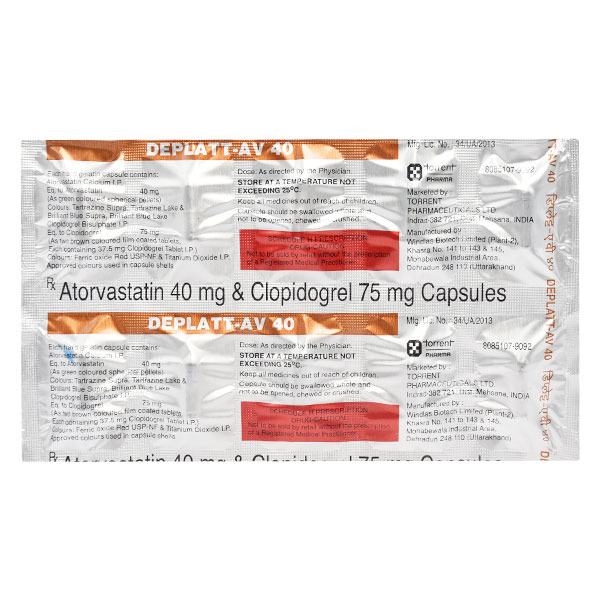 DEPLATT-AV 40
Each hard gelatin capsule contains:
Atorvastatin Calcium I.P.
Eq. to Atorvastatin 40 mg
(As green coloured spherical pellets)
Colours: Tartrazine Supra, Tartrazine Lake &
Brilliant Blue Supra, Brilliant Blue Lake
Clopidogrel Bisulphate I.P.
Eq. to Clopidogrel 75 mg
(As two brown coloured film coated tablets,
Each containing 37.5 mg Clopidogrel Tablet I.P.)
Colours: Ferric oxide Red USP-NF & Titanium Dioxide I.P.
Approved colours used in capsule shells
Dose: As directed by the Physician.
STORE AT A TEMPERATURE NOT
EXCEEDING 25°C.
Keep all medicines out of reach of children.
Capsule should be swallowed whole and
not to be opened, chewed or crushed.
SCHEDULE H PRESCRIPTION
DRUG-CAUTION
Not to be sold by retail without the prescription
of a Registered Medical Practitioner.
Mfg. Lic. No.: 34/UA/2013
torrent
PHARMA
8085107-9092
Marketed by :
TORRENT
PHARMACEUTICALS LTD.
Indrad-382 721, Dist. Mehsana, INDIA
Manufactured by :
Windlas Biotech Limited (Plant-2),
Khasra No. 141 to 143 & 145,
Mohabewala Industrial Area,
Dehradun 248 110 (Uttarakhand)
Rx Atorvastatin 40 mg & Clopidogrel 75 mg Capsules
DEPLATT-AV 40
Each hard gelatin capsule contains:
Atorvastatin Calcium I.P.
Eq. to Atorvastatin 40 mg
(As green coloured spherical pellets)
Colours: Tartrazine Supra, Tartrazine Lake &
Brilliant Blue Supra, Brilliant Blue Lake
Clopidogrel Bisulphate I.P.
Eq. to Clopidogrel 75 mg
(As two brown coloured film coated tablets,
Each containing 37.5 mg Clopidogrel Tablet I.P.)
Colours: Ferric oxide Red USP-NF & Titanium Dioxide I.P.
Approved colours used in capsule shells
Dose: As directed by the Physician.
STORE AT A TEMPERATURE NOT
EXCEEDING 25°C.
Keep all medicines out of reach of children.
Capsule should be swallowed whole and
not to be opened, chewed or crushed.
SCHEDULE H PRESCRIPTION
DRUG-CAUTION
Not to be sold by retail without the prescription
of a Registered Medical Practitioner.
Mfg. Lic. No.: 34/UA/2013
torrent
PHARMA
8085107-9092
Marketed by :
TORRENT
PHARMACEUTICALS LTD.
Indrad-382 721, Dist. Mehsana, INDIA
Manufactured by :
Windlas Biotech Limited (Plant-2),
Khasra No. 141 to 143 & 145,
Mohabewala Industrial Area,
Dehradun 248 110 (Uttarakhand)
Rx Atorvastatin 40 mg & Clopidogrel 75 mg Capsules
AV 40
DEPLATT-AV 40